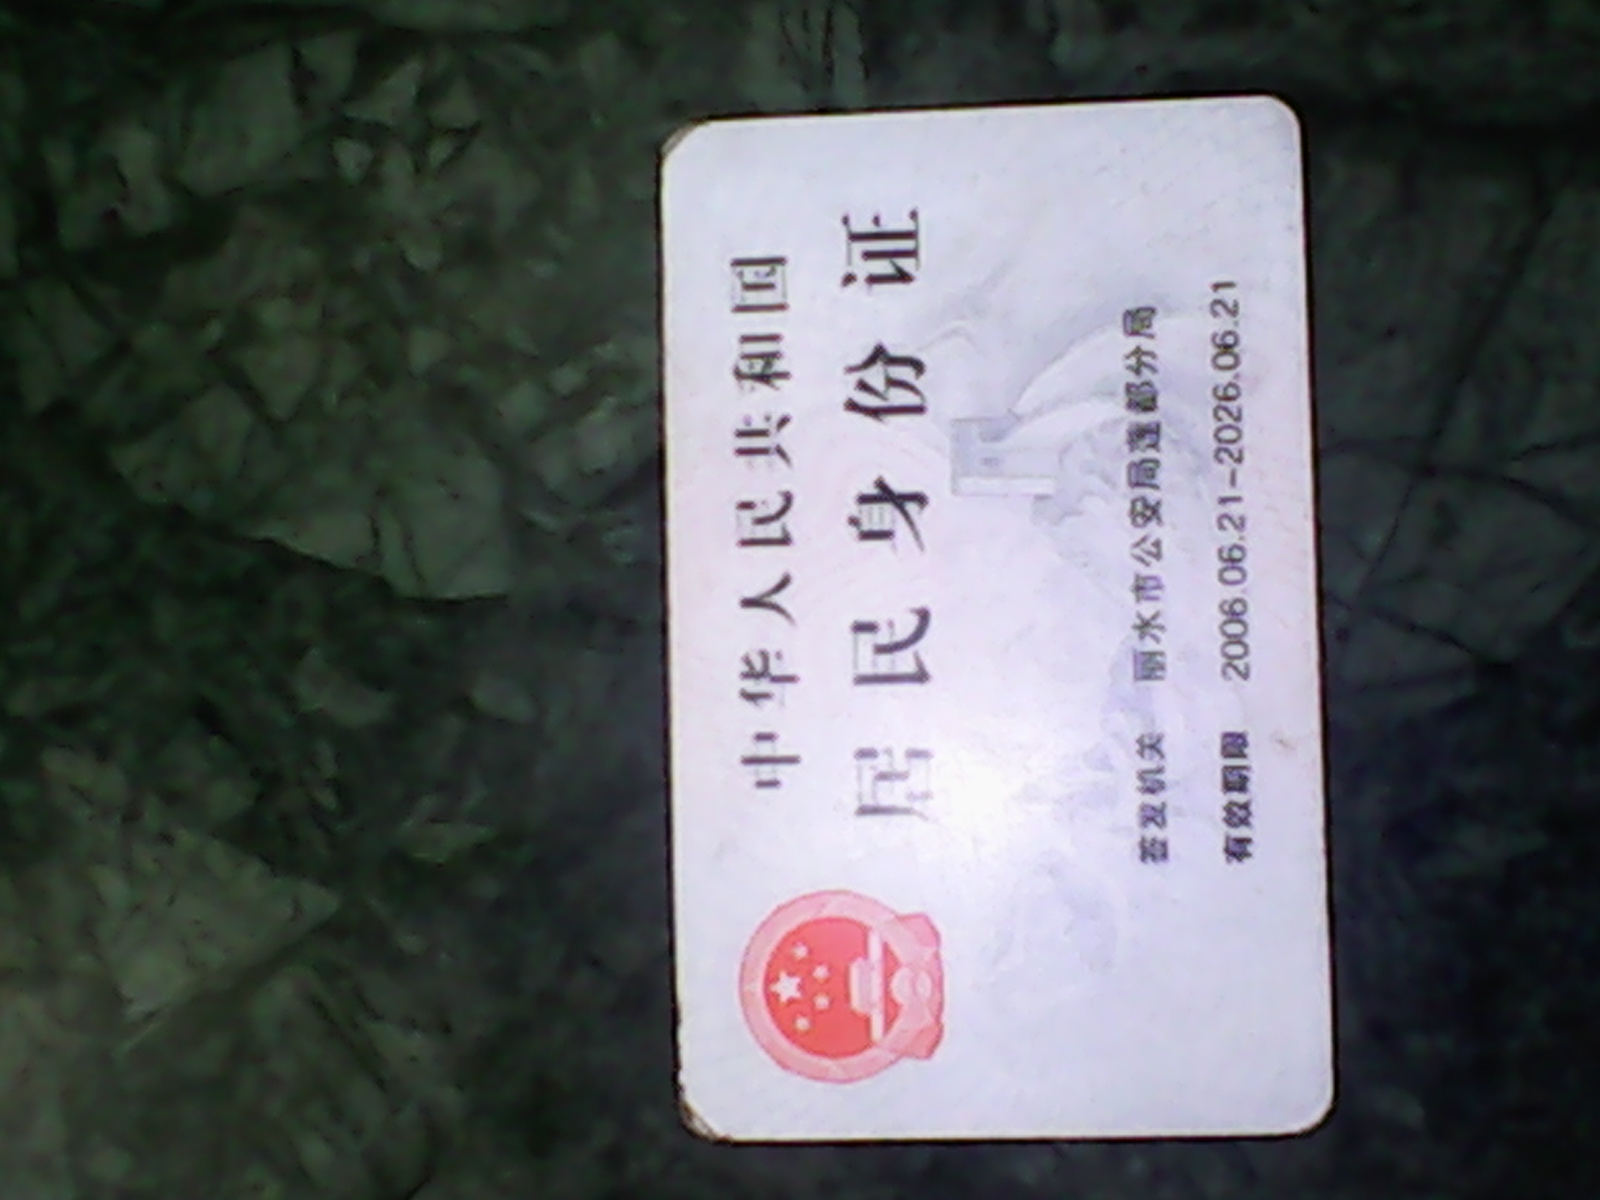 中华人民共和国
居民身份证
签发机关 丽水市公安局莲都分局
有效期限 2006.06.21-2026.06.21